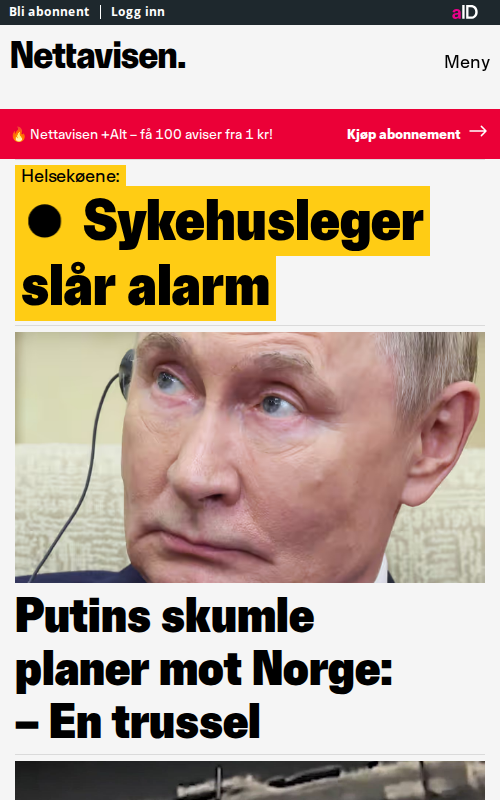 Bli abonnent | Logg inn
aID
Nettavisen.
Meny
🔥 Nettavisen +Alt – få 100 aviser fra 1 kr!
Kjøp abonnement →
Helsekøene:
● Sykehusleger
slår alarm
Putins skumle
planer mot Norge:
– En trussel